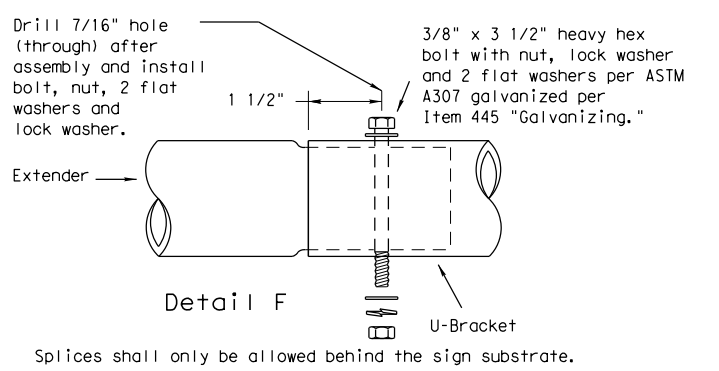 Drill 7/16" hole
(through) after
assembly and install
bolt, nut, 2 flat
washers and
lock washer.
3/8" x 3 1/2" heavy hex
bolt with nut, lock washer
and 2 flat washers per ASTM
A307 galvanized per
Item 445 "Galvanizing."
1 1/2"
Extender
Detail F
U-Bracket
Splices shall only be allowed behind the sign substrate.